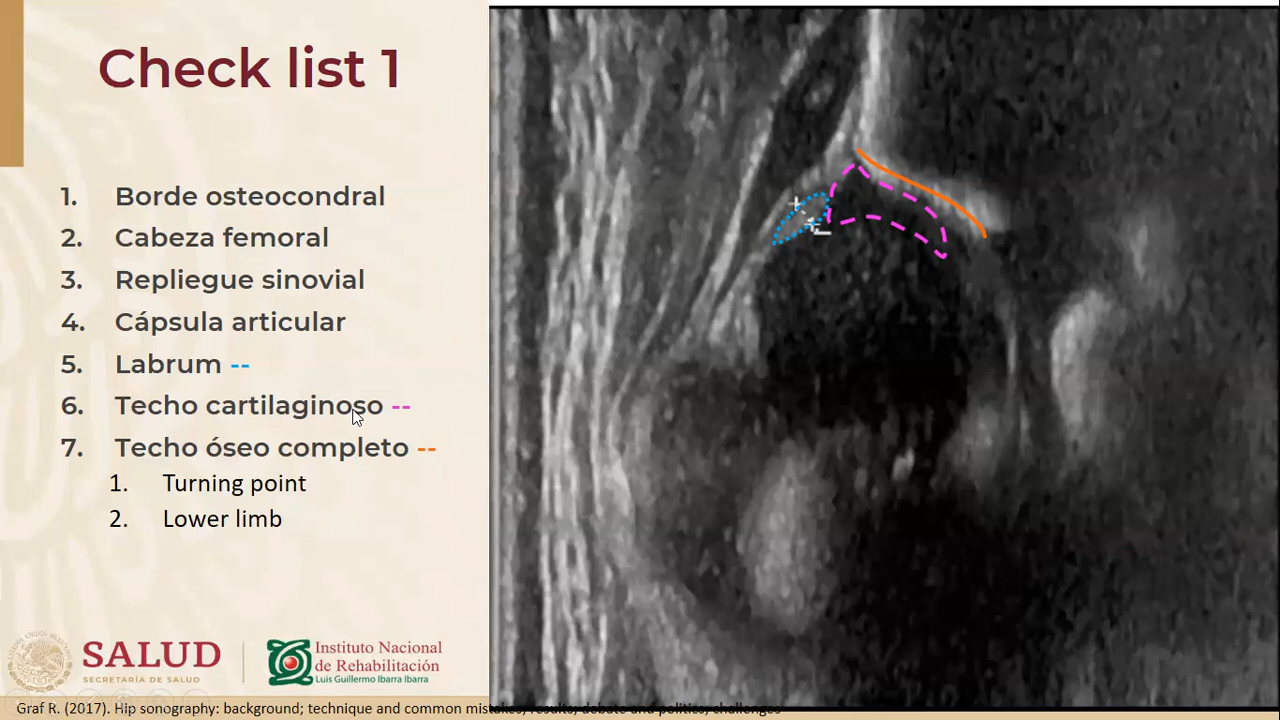 Check list 1
1. Borde osteocondral
2. Cabeza femoral
3. Repliegue sinovial
4. Cápsula articular
5. Labrum --
6. Techo cartilaginoso --
7. Techo óseo completo --
1. Turning point
2. Lower limb
SALUD
SECRETARÍA DE SALUD
Instituto Nacional
de Rehabilitación
Luis Guillermo Ibarra Ibarra
Graf R. (2017). Hip sonography: background; technique and common mistakes; results; debate and politics; challenges